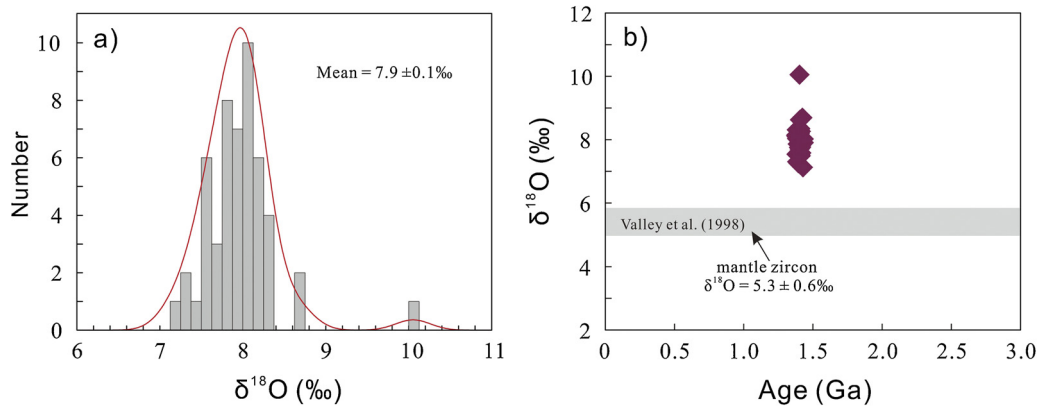 a)
Mean = 7.9 ±0.1‰
Number
10
8
6
4
2
0
6
7
8
9
10
11
δ¹⁸O (‰)
b)
δ¹⁸O (‰)
12
10
8
6
4
2
Valley et al. (1998)
mantle zircon
δ¹⁸O = 5.3 ± 0.6‰
0
0.5
1.0
1.5
2.0
2.5
3.0
Age (Ga)